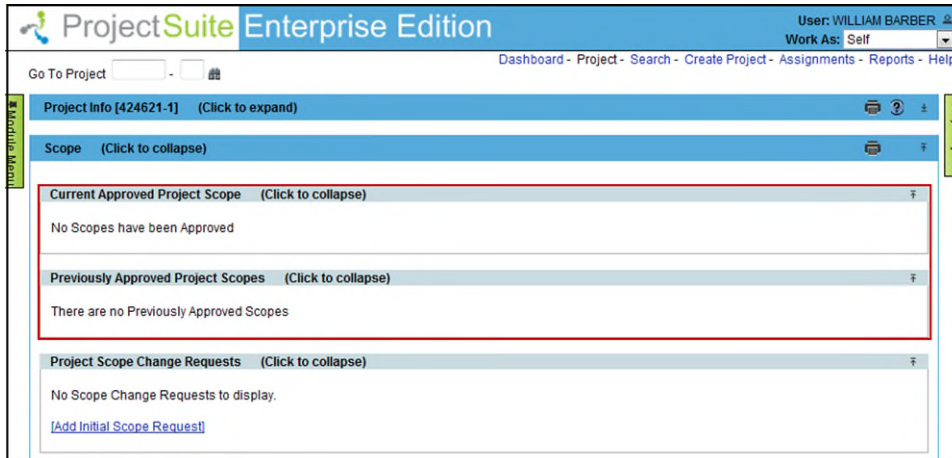 ProjectSuite Enterprise Edition
User: WILLIAM BARBER
Work As: Self
Go To Project -
Dashboard - Project - Search - Create Project - Assignments - Reports - Help
Module Menu
Project Info [424621-1] (Click to expand)
Scope (Click to collapse)
Current Approved Project Scope (Click to collapse)
No Scopes have been Approved
Previously Approved Project Scopes (Click to collapse)
There are no Previously Approved Scopes
Project Scope Change Requests (Click to collapse)
No Scope Change Requests to display.
[Add Initial Scope Request]